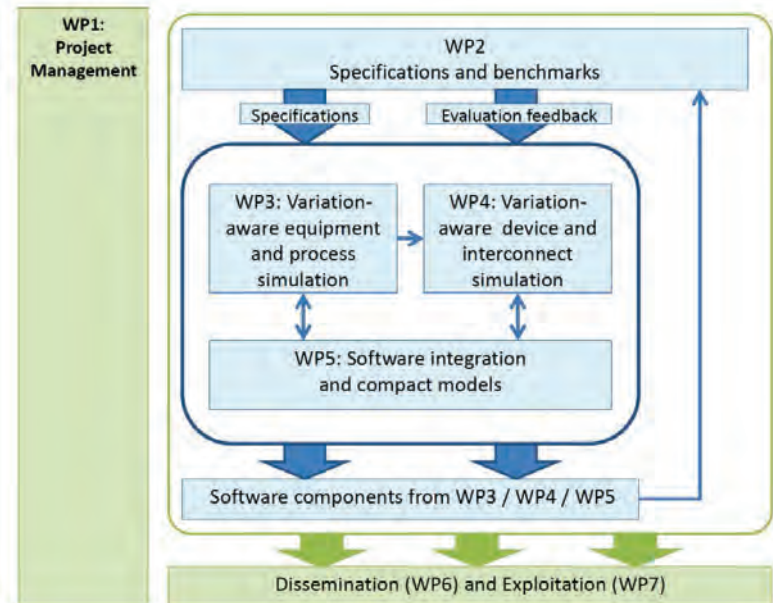 WP1:
Project
Management
WP2
Specifications and benchmarks
Specifications
Evaluation feedback
WP3: Variation-
aware equipment
and process
simulation
WP4: Variation-
aware device and
interconnect
simulation
WP5: Software integration
and compact models
Software components from WP3 / WP4 / WP5
Dissemination (WP6) and Exploitation (WP7)